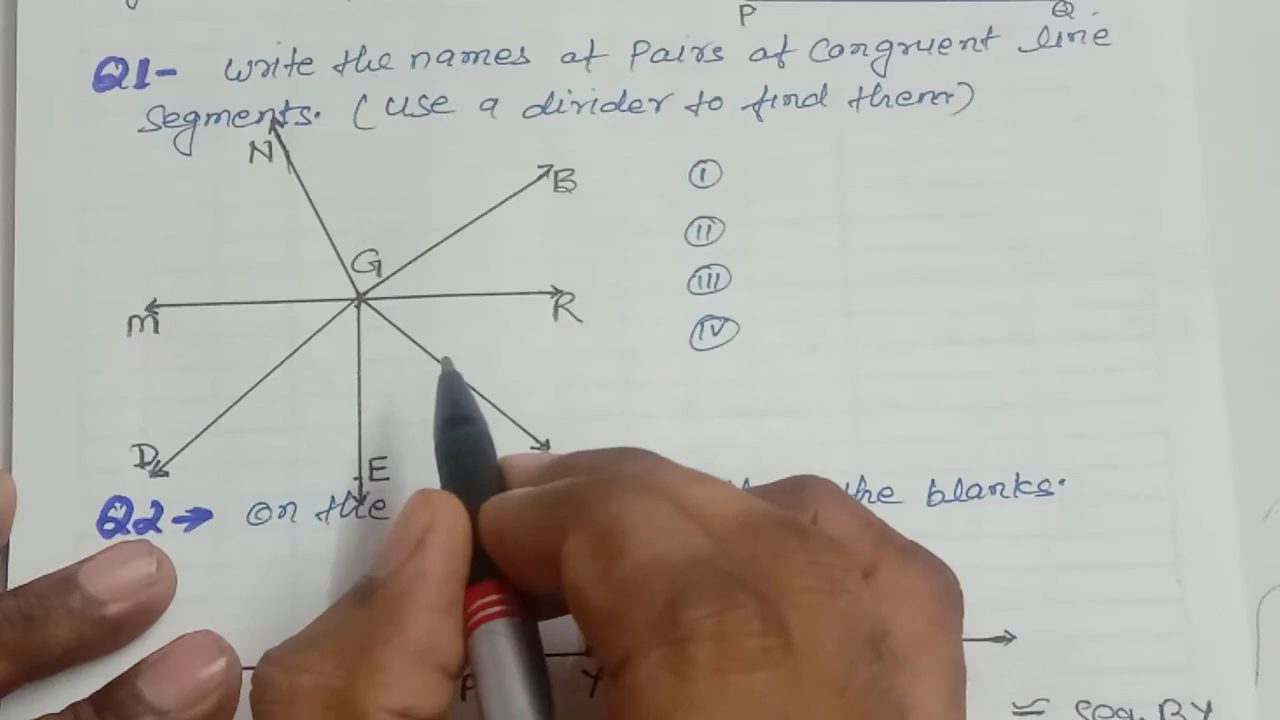 P Q
Q1- Write the names of Pairs of congruent line
segments. (Use a divider to find them)
N
B
I
G
II
M
R
III
IV
D
E
Q2→ on the the blanks.
P Y
≅ seg. BY